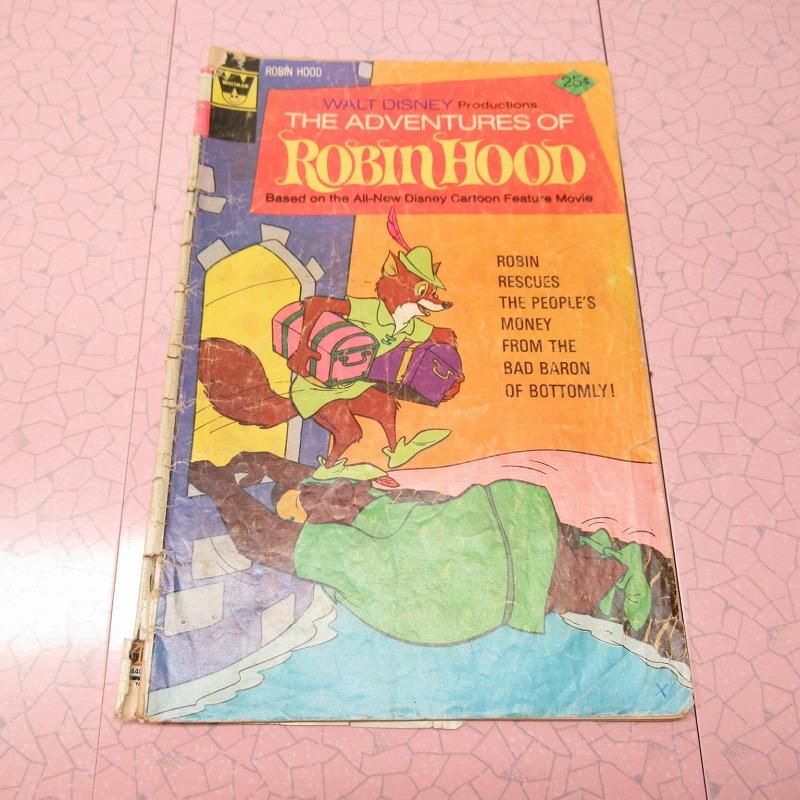 WHITMAN
ROBIN HOOD
25¢
WALT DISNEY Productions
THE ADVENTURES OF
ROBIN HOOD
Based on the All-New Disney Cartoon Feature Movie
ROBIN
RESCUES
THE PEOPLE'S
MONEY
FROM THE
BAD BARON
OF BOTTOMLY!